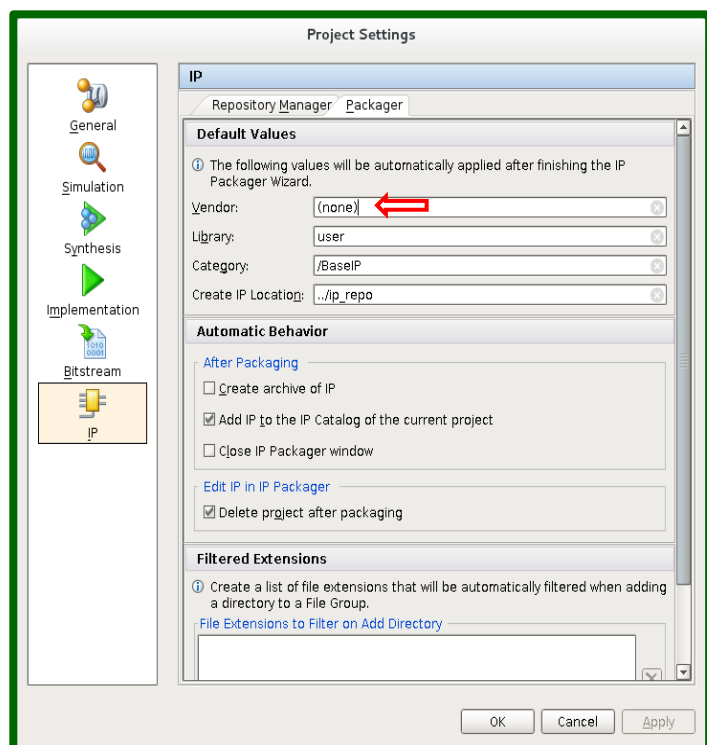 Project Settings
General
Simulation
Synthesis
Implementation
1010
0001
Bitstream
IP
IP
Repository Manager
Packager
Default Values
The following values will be automatically applied after finishing the IP
Packager Wizard.
Vendor: (none)
Library: user
Category: /BaseIP
Create IP Location: ../ip_repo
Automatic Behavior
After Packaging
Create archive of IP
Add IP to the IP Catalog of the current project
Close IP Packager window
Edit IP in IP Packager
Delete project after packaging
Filtered Extensions
Create a list of file extensions that will be automatically filtered when adding
a directory to a File Group.
File Extensions to Filter on Add Directory
OK Cancel Apply